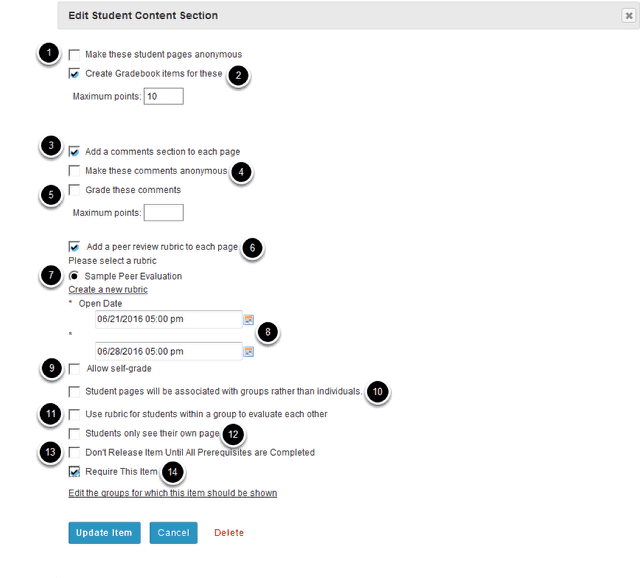 Edit Student Content Section
1 Make these student pages anonymous
Create Gradebook items for these 2
Maximum points: 10
3 Add a comments section to each page
Make these comments anonymous 4
5 Grade these comments
Maximum points:
Add a peer review rubric to each page 6
Please select a rubric
7 Sample Peer Evaluation
Create a new rubric
* Open Date
06/21/2016 05:00 pm
8
*
06/28/2016 05:00 pm
9 Allow self-grade
Student pages will be associated with groups rather than individuals. 10
11 Use rubric for students within a group to evaluate each other
Students only see their own page 12
13 Don't Release Item Until All Prerequisites are Completed
Require This Item 14
Edit the groups for which this item should be shown
Update Item Cancel Delete